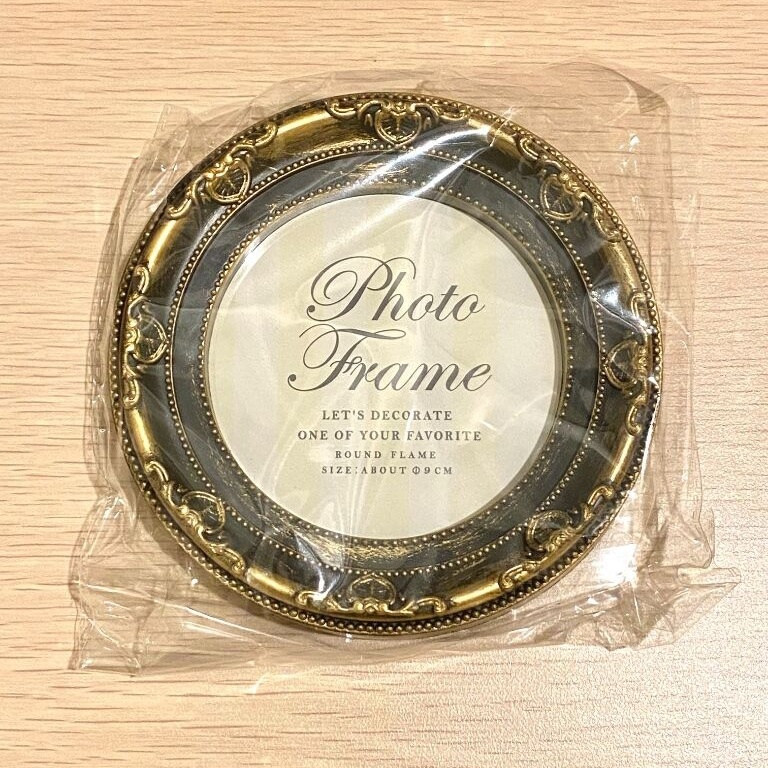 Photo
Frame
LET'S DECORATE
ONE OF YOUR FAVORITE
ROUND FLAME
SIZE:ABOUT Φ9CM